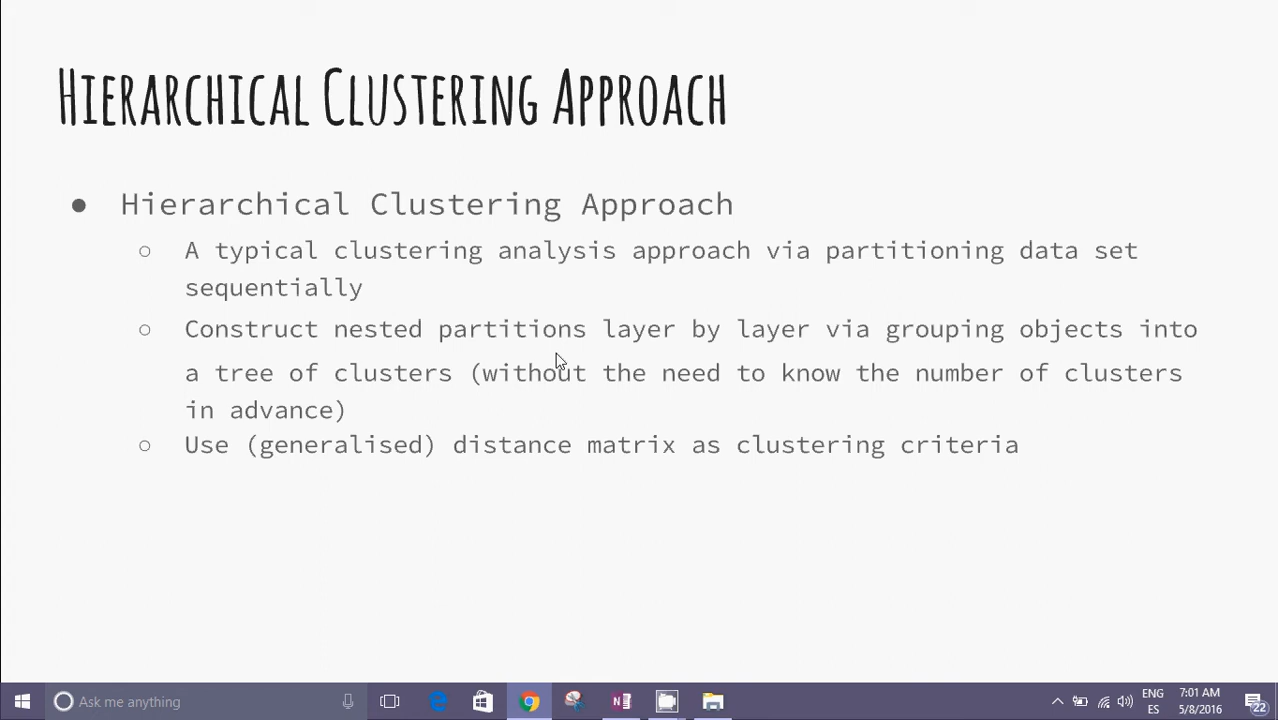 Hierarchical Clustering Approach
● Hierarchical Clustering Approach
○ A typical clustering analysis approach via partitioning data set
sequentially
○ Construct nested partitions layer by layer via grouping objects into
a tree of clusters (without the need to know the number of clusters
in advance)
○ Use (generalised) distance matrix as clustering criteria
Ask me anything
ENG
ES
7:01 AM
5/8/2016
22